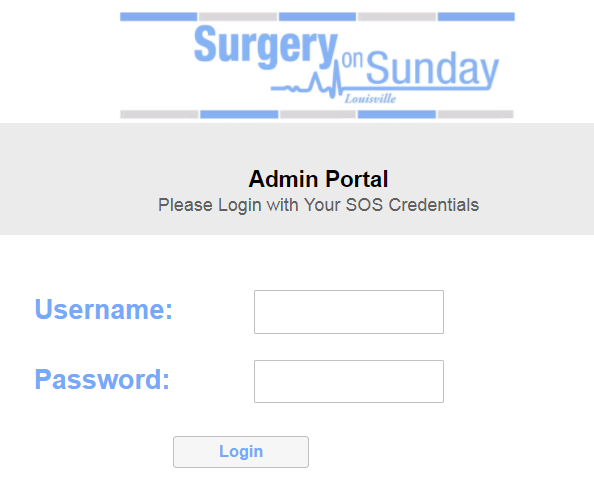 Surgery
on Sunday
Louisville
Admin Portal
Please Login with Your SOS Credentials
Username:
Password:
Login